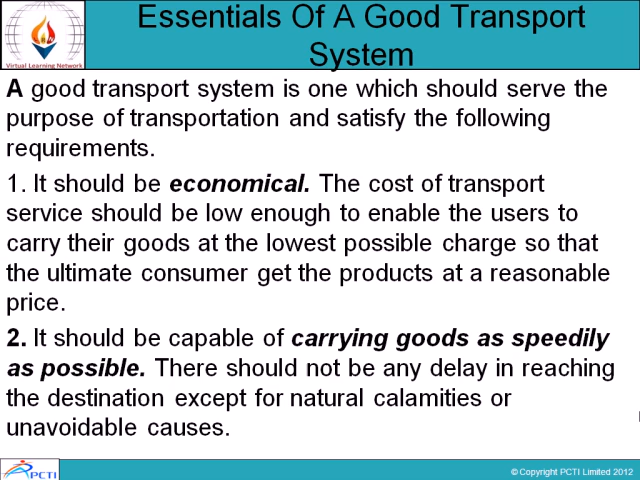 Essentials Of A Good Transport
System
Virtual Learning Network
A good transport system is one which should serve the
purpose of transportation and satisfy the following
requirements.
1. It should be economical. The cost of transport
service should be low enough to enable the users to
carry their goods at the lowest possible charge so that
the ultimate consumer get the products at a reasonable
price.
2. It should be capable of carrying goods as speedily
as possible. There should not be any delay in reaching
the destination except for natural calamities or
unavoidable causes.
PCTI
© Copyright PCTI Limited 2012